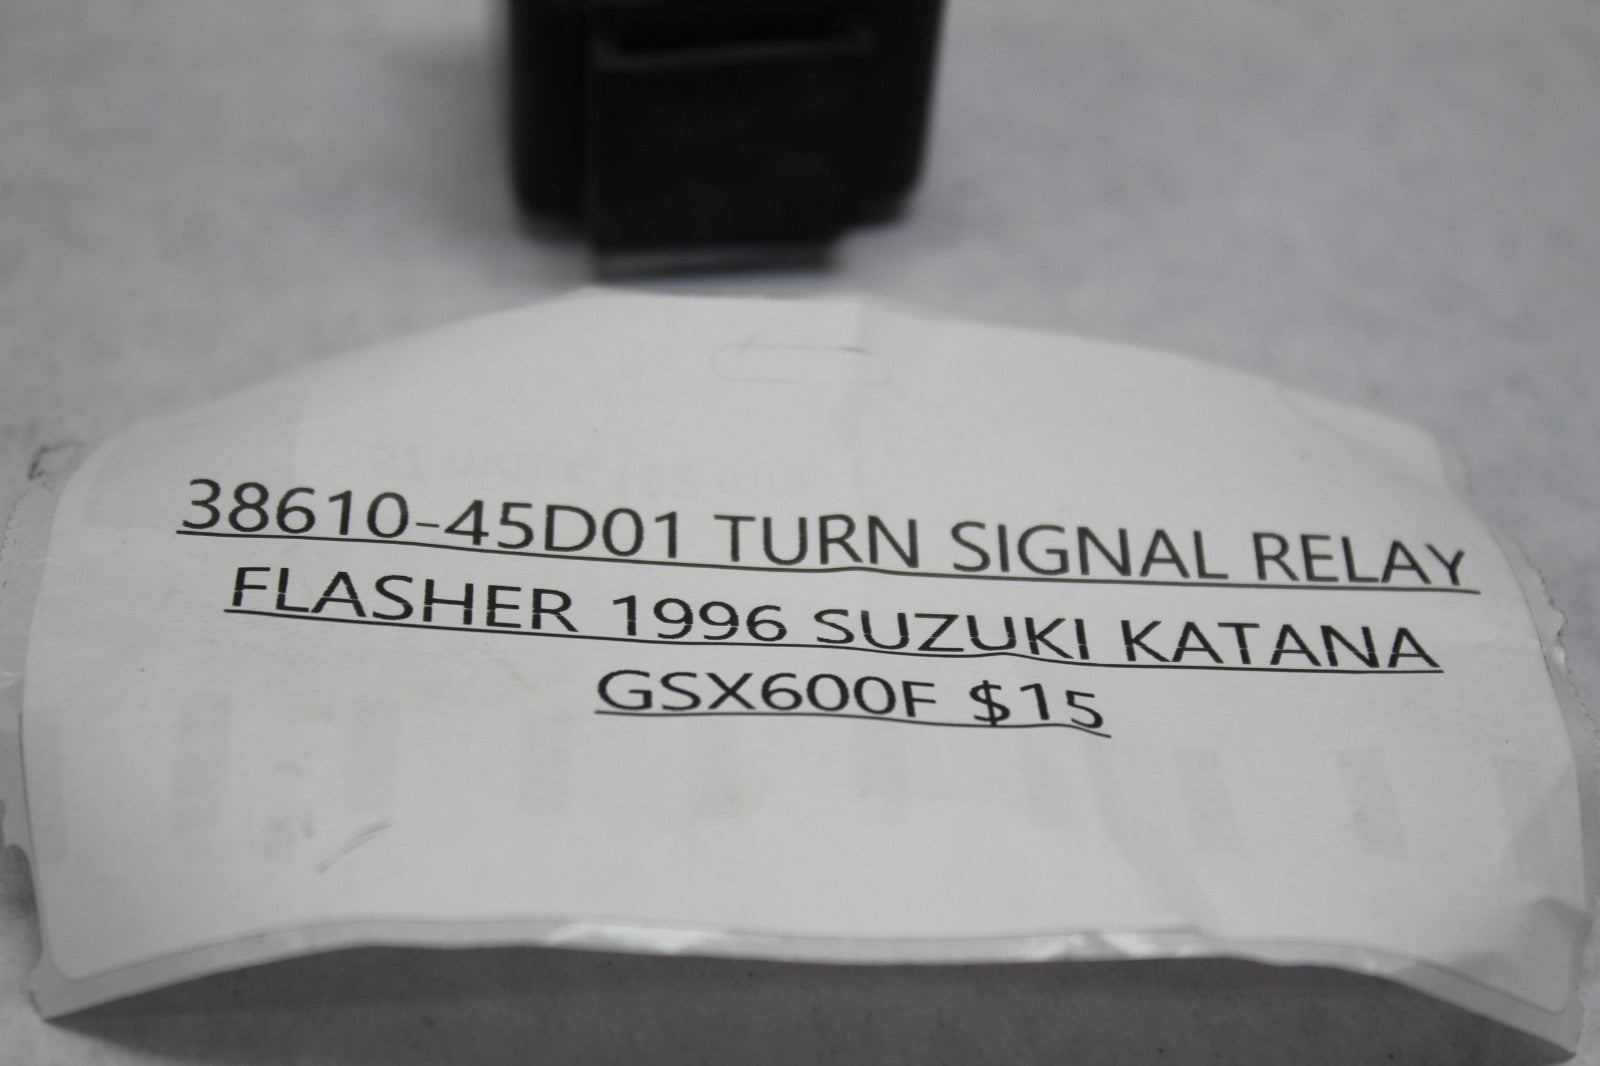 38610-45D01 TURN SIGNAL RELAY
FLASHER 1996 SUZUKI KATANA
GSX600F $15